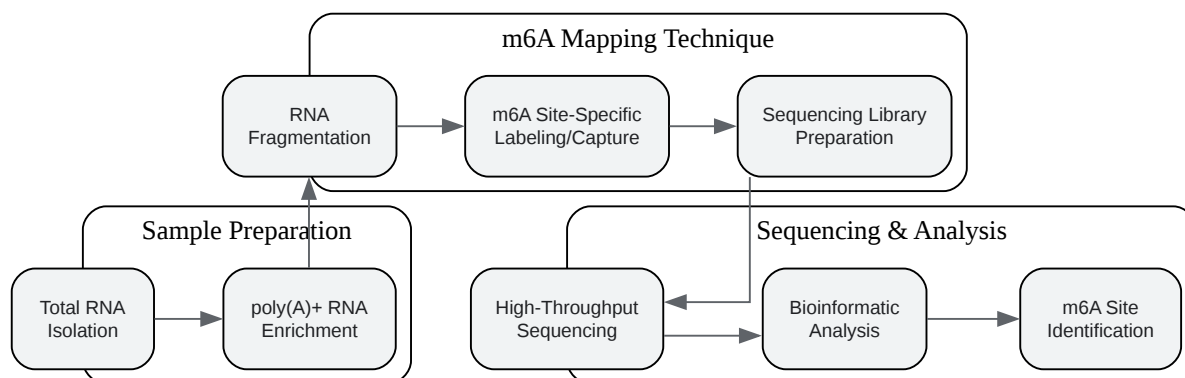 m6A Mapping Technique
RNA
Fragmentation
m6A Site-Specific
Labeling/Capture
Sequencing Library
Preparation
Sample Preparation
Total RNA
Isolation
poly(A)+ RNA
Enrichment
Sequencing & Analysis
High-Throughput
Sequencing
Bioinformatic
Analysis
m6A Site
Identification